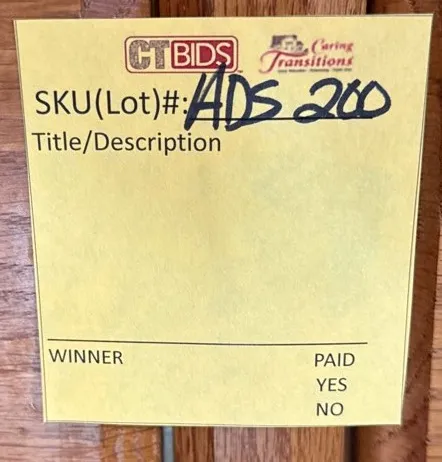 CTBIDS Caring Transitions
SKU(Lot)#: ADS 200
Title/Description
WINNER PAID
YES
NO